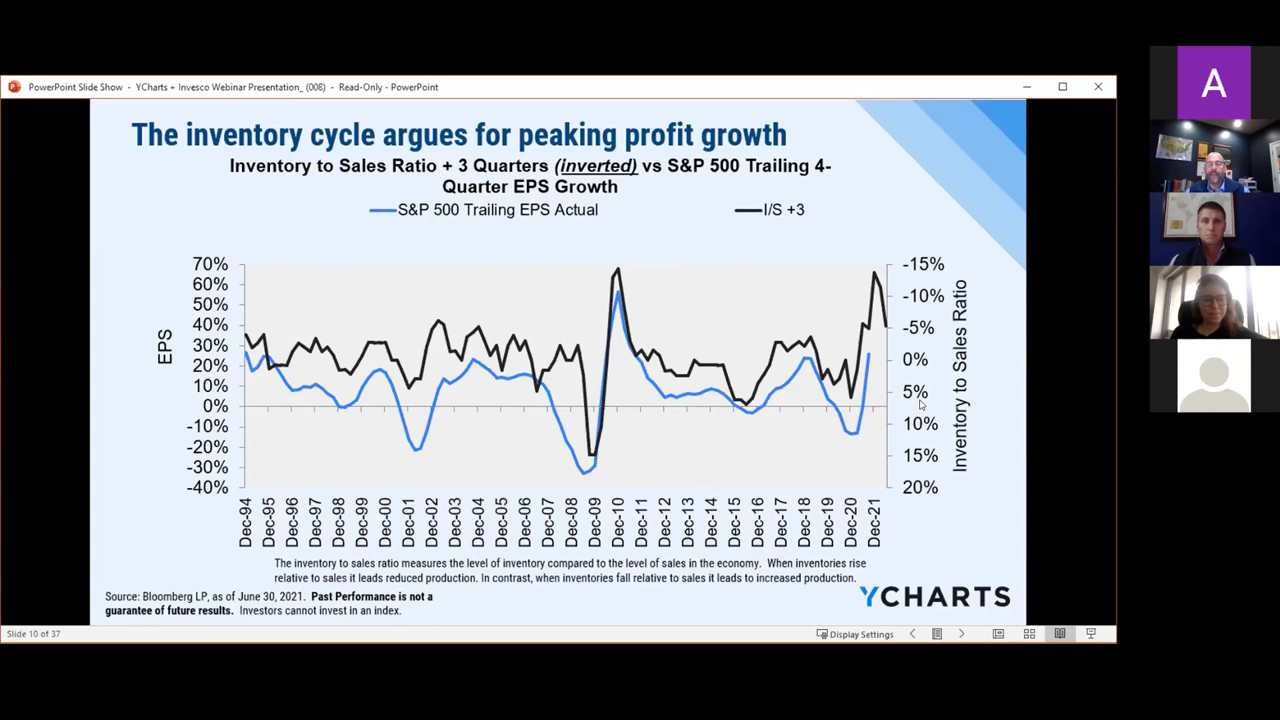 PowerPoint Slide Show - YCharts + Invesco Webinar Presentation_ (008) - Read-Only - PowerPoint
A
The inventory cycle argues for peaking profit growth
Inventory to Sales Ratio + 3 Quarters (inverted) vs S&P 500 Trailing 4-
Quarter EPS Growth
S&P 500 Trailing EPS Actual
I/S +3
EPS
70%
60%
50%
40%
30%
20%
10%
0%
-10%
-20%
-30%
-40%
-15%
-10%
-5%
0%
5%
10%
15%
20%
Inventory to Sales Ratio
Dec-94
Dec-95
Dec-96
Dec-97
Dec-98
Dec-99
Dec-00
Dec-01
Dec-02
Dec-03
Dec-04
Dec-05
Dec-06
Dec-07
Dec-08
Dec-09
Dec-10
Dec-11
Dec-12
Dec-13
Dec-14
Dec-15
Dec-16
Dec-17
Dec-18
Dec-19
Dec-20
Dec-21
The inventory to sales ratio measures the level of inventory compared to the level of sales in the economy. When inventories rise
relative to sales it leads reduced production. In contrast, when inventories fall relative to sales it leads to increased production.
Source: Bloomberg LP, as of June 30, 2021. Past Performance is not a
guarantee of future results. Investors cannot invest in an index.
YCHARTS
Slide 10 of 37
Display Settings